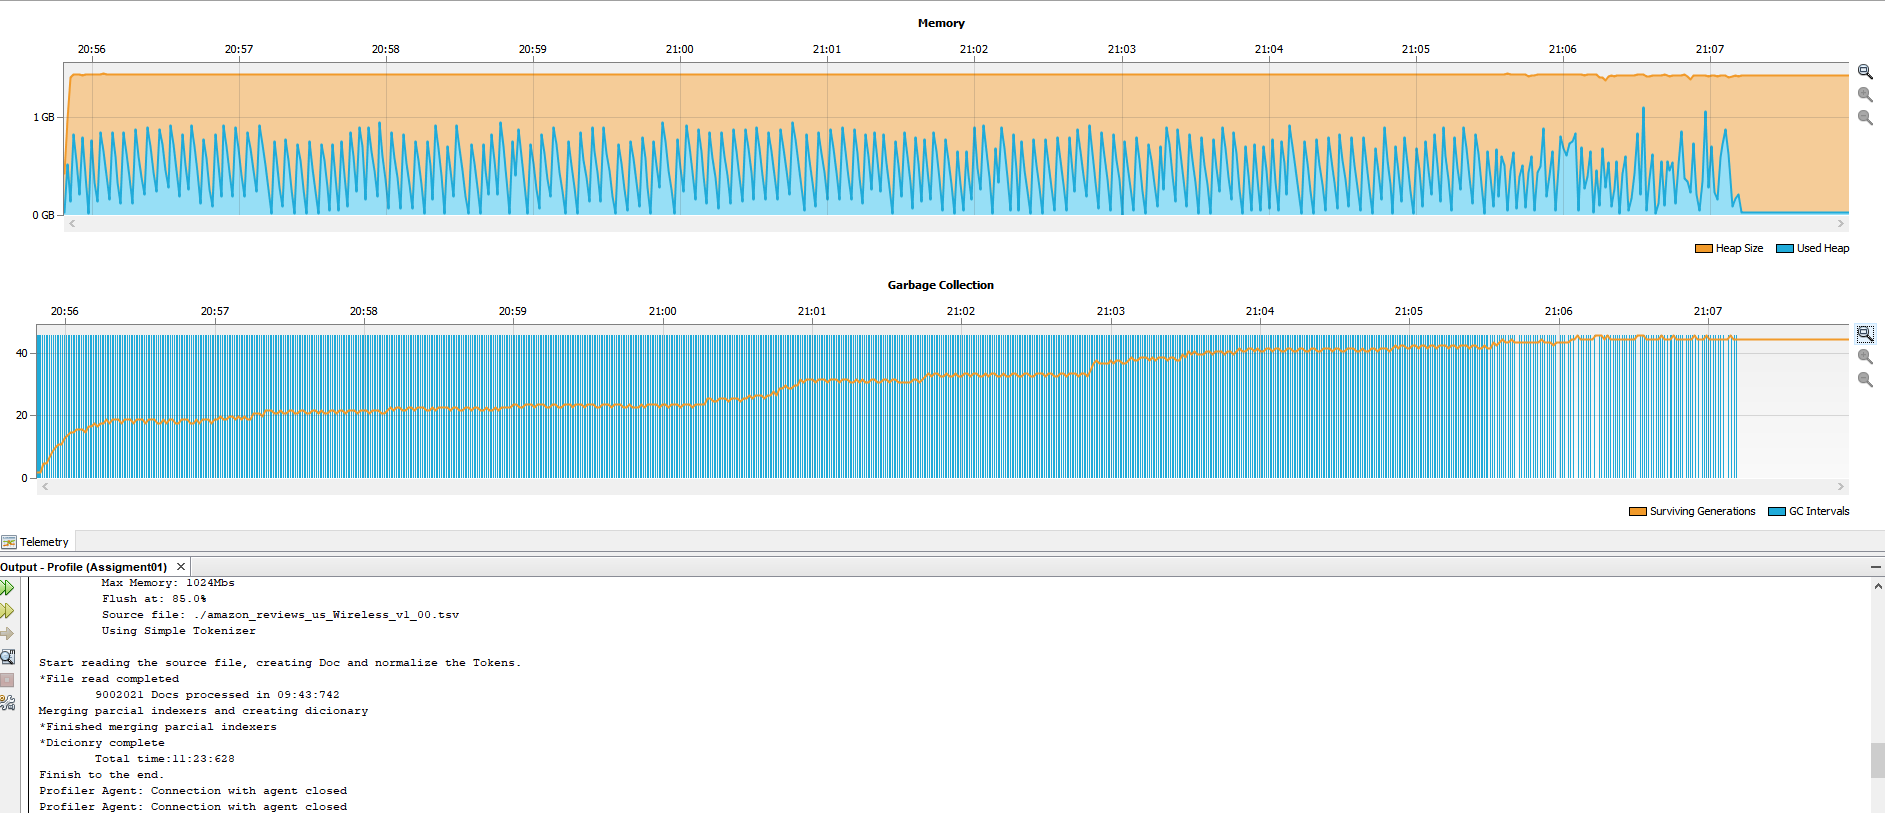 Memory
20:56 20:57 20:58 20:59 21:00 21:01 21:02 21:03 21:04 21:05 21:06 21:07
1 GB
0 GB
Heap Size Used Heap
Garbage Collection
20:56 20:57 20:58 20:59 21:00 21:01 21:02 21:03 21:04 21:05 21:06 21:07
40
20
0
Surviving Generations GC Intervals
Telemetry
Output - Profile (Assigment01)
Max Memory: 1024Mbs
Flush at: 85.0%
Source file: ./amazon_reviews_us_Wireless_v1_00.tsv
Using Simple Tokenizer
Start reading the source file, creating Doc and normalize the Tokens.
*File read completed
9002021 Docs processed in 09:43:742
Merging parcial indexers and creating dicionary
*Finished merging parcial indexers
*Dicionry complete
Total time:11:23:628
Finish to the end.
Profiler Agent: Connection with agent closed
Profiler Agent: Connection with agent closed